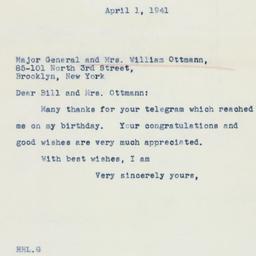 April 1, 1941
Major General and Mrs. William Ottmann,
85-101 North 3rd Street,
Brooklyn, New York
Dear Bill and Mrs. Ottmann:
Many thanks for your telegram which reached
me on my birthday. Your congratulations and
good wishes are very much appreciated.
With best wishes, I am
Very sincerely yours,
HHL.G